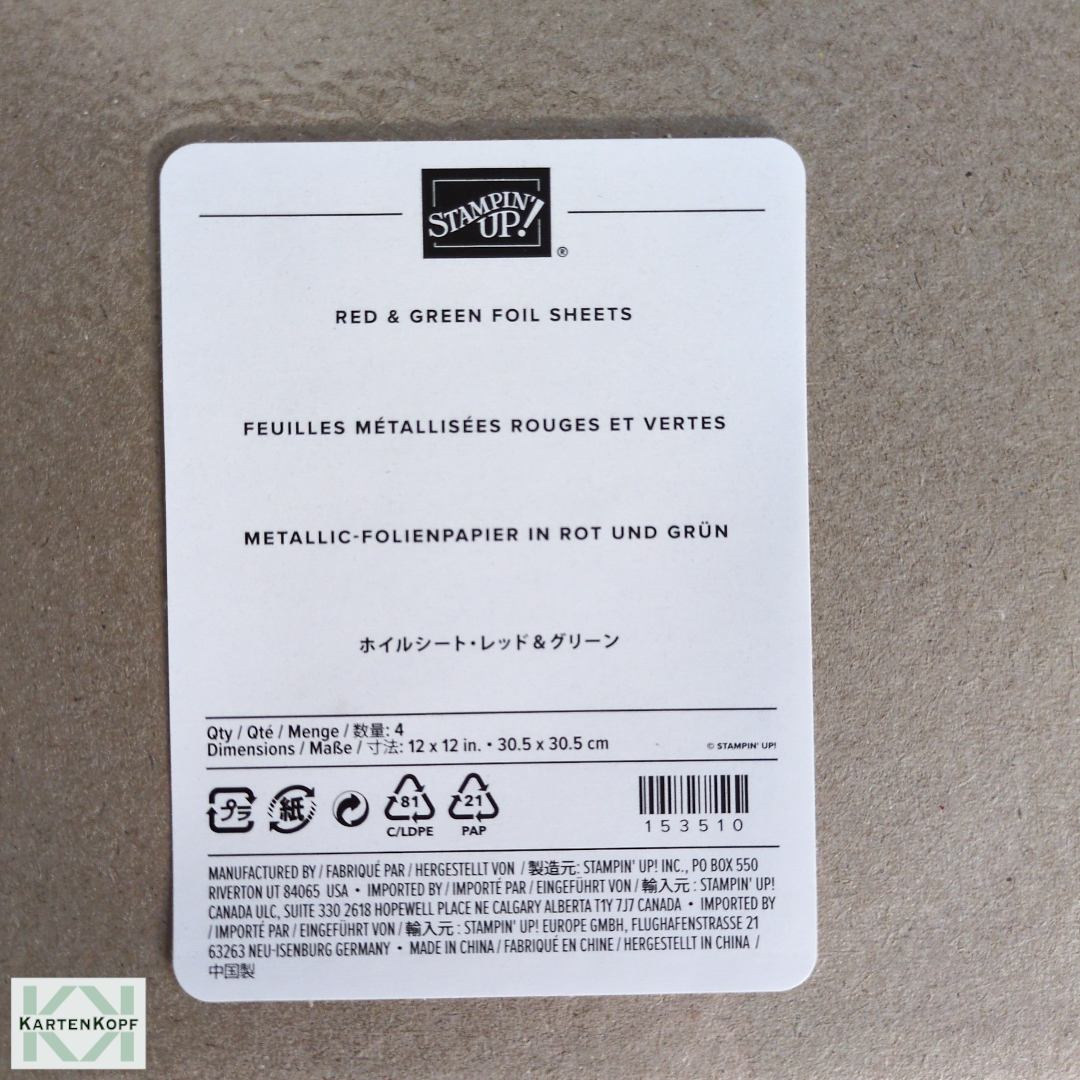 STAMPIN' UP!®
RED & GREEN FOIL SHEETS
FEUILLES MÉTALLISÉES ROUGES ET VERTES
METALLIC-FOLIENPAPIER IN ROT UND GRÜN
ホイルシート・レッド&グリーン
Qty / Qté / Menge / 数量: 4
Dimensions / Maße / 寸法: 12 x 12 in. • 30.5 x 30.5 cm
© STAMPIN' UP!
プラ
紙
81
C/LDPE
21
PAP
153510
MANUFACTURED BY / FABRIQUÉ PAR / HERGESTELLT VON / 製造元: STAMPIN' UP! INC., PO BOX 550
RIVERTON UT 84065 USA • IMPORTED BY / IMPORTÉ PAR / EINGEFÜHRT VON / 輸入元 : STAMPIN' UP!
CANADA ULC, SUITE 330 2618 HOPEWELL PLACE NE CALGARY ALBERTA T1Y 7J7 CANADA • IMPORTED BY
/ IMPORTÉ PAR / EINGEFÜHRT VON / 輸入元 : STAMPIN' UP! EUROPE GMBH, FLUGHAFENSTRASSE 21
63263 NEU-ISENBURG GERMANY • MADE IN CHINA / FABRIQUÉ EN CHINE / HERGESTELLT IN CHINA /
中国製
KK
KARTENKOPF